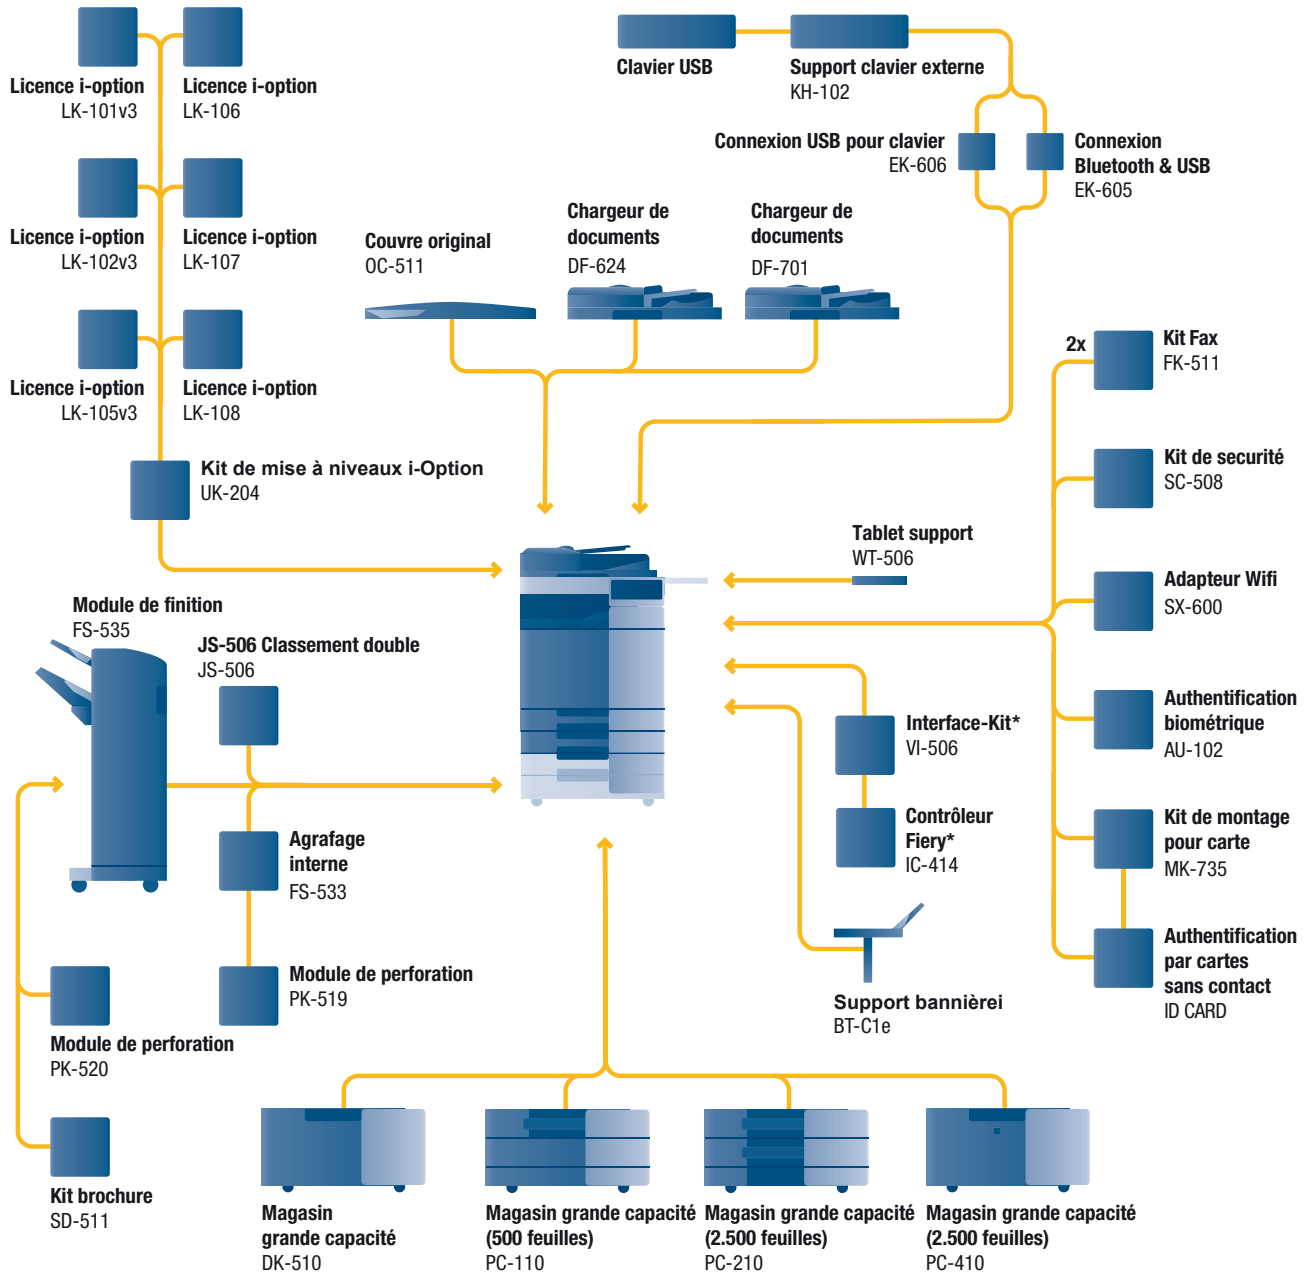 Licence i-option
LK-101v3
Licence i-option
LK-106
Licence i-option
LK-102v3
Licence i-option
LK-107
Licence i-option
LK-105v3
Licence i-option
LK-108
Kit de mise à niveaux i-Option
UK-204
Clavier USB
Support clavier externe
KH-102
Connexion USB pour clavier
EK-606
Connexion
Bluetooth & USB
EK-605
Couvre original
OC-511
Chargeur de
documents
DF-624
Chargeur de
documents
DF-701
2x
Kit Fax
FK-511
Kit de securité
SC-508
Adapteur Wifi
SX-600
Authentification
biométrique
AU-102
Kit de montage
pour carte
MK-735
Authentification
par cartes
sans contact
ID CARD
Tablet support
WT-506
Interface-Kit*
VI-506
Contrôleur
Fiery*
IC-414
Support bannièrei
BT-C1e
Module de finition
FS-535
JS-506 Classement double
JS-506
Agrafage
interne
FS-533
Module de perforation
PK-519
Module de perforation
PK-520
Kit brochure
SD-511
Magasin
grande capacité
DK-510
Magasin grande capacité
(500 feuilles)
PC-110
Magasin grande capacité
(2.500 feuilles)
PC-210
Magasin grande capacité
(2.500 feuilles)
PC-410